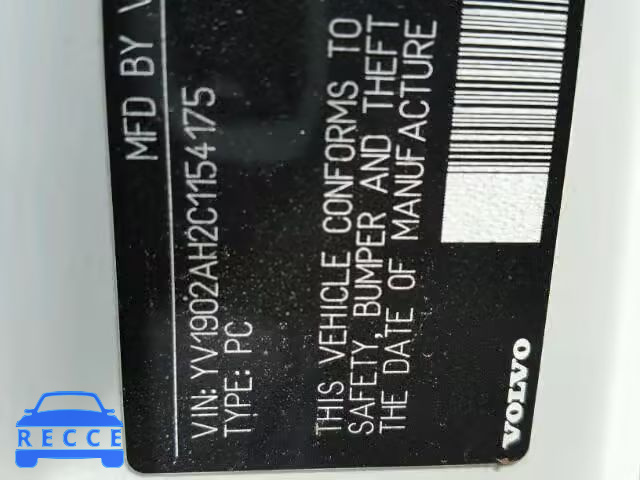 MFD BY V
VIN: YV1902AH2C1154175
TYPE: PC
THIS VEHICLE CONFORMS TO
SAFETY, BUMPER AND THEFT
THE DATE OF MANUFACTURE
VOLVO
RECCE